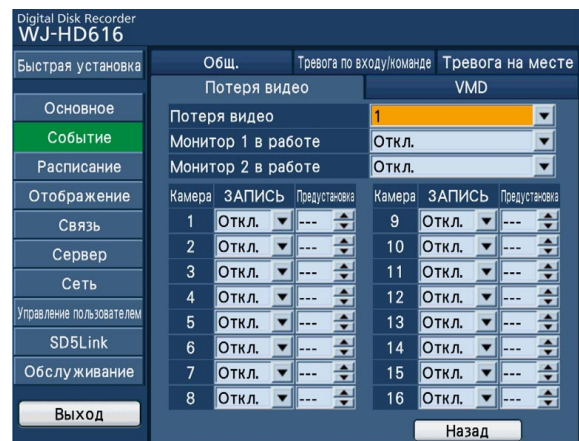 Digital Disk Recorder
WJ-HD616
Быстрая установка
Основное
Событие
Расписание
Отображение
Связь
Сервер
Сеть
Управление пользователем
SD5Link
Обслуживание
Выход
Общ. Тревога по входу/команде Тревога на месте
Потеря видео VMD
Потеря видео 1
Монитор 1 в работе Откл.
Монитор 2 в работе Откл.
Камера ЗАПИСЬ Предустановка Камера ЗАПИСЬ Предустановка
1 Откл. --- 9 Откл. ---
2 Откл. --- 10 Откл. ---
3 Откл. --- 11 Откл. ---
4 Откл. --- 12 Откл. ---
5 Откл. --- 13 Откл. ---
6 Откл. --- 14 Откл. ---
7 Откл. --- 15 Откл. ---
8 Откл. --- 16 Откл. ---
Назад